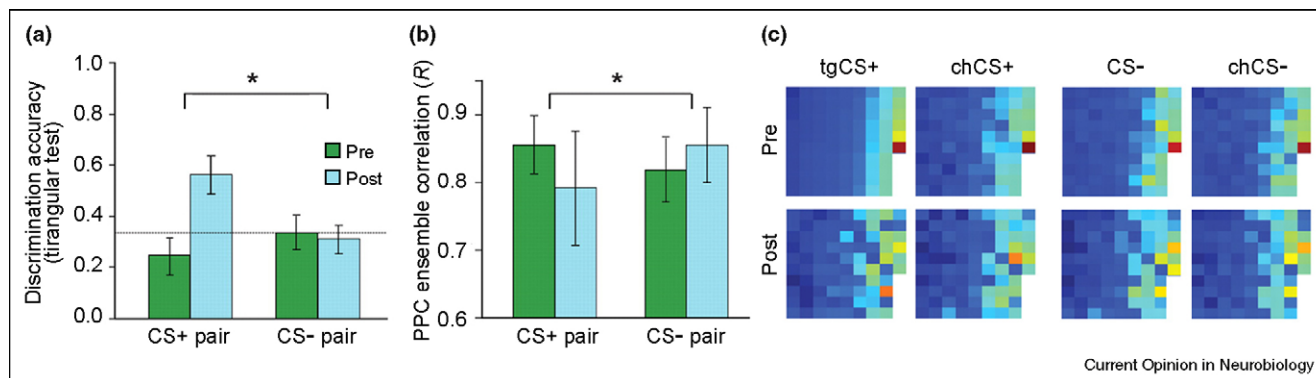 (a)
Discrimination accuracy
(tirangular test)
1.0
0.8
0.6
0.4
0.2
0.0
*
Pre
Post
CS+ pair
CS- pair
(b)
PPC ensemble correlation (R)
0.9
0.8
0.7
0.6
*
CS+ pair
CS- pair
(c)
tgCS+
chCS+
CS-
chCS-
Pre
Post
Current Opinion in Neurobiology